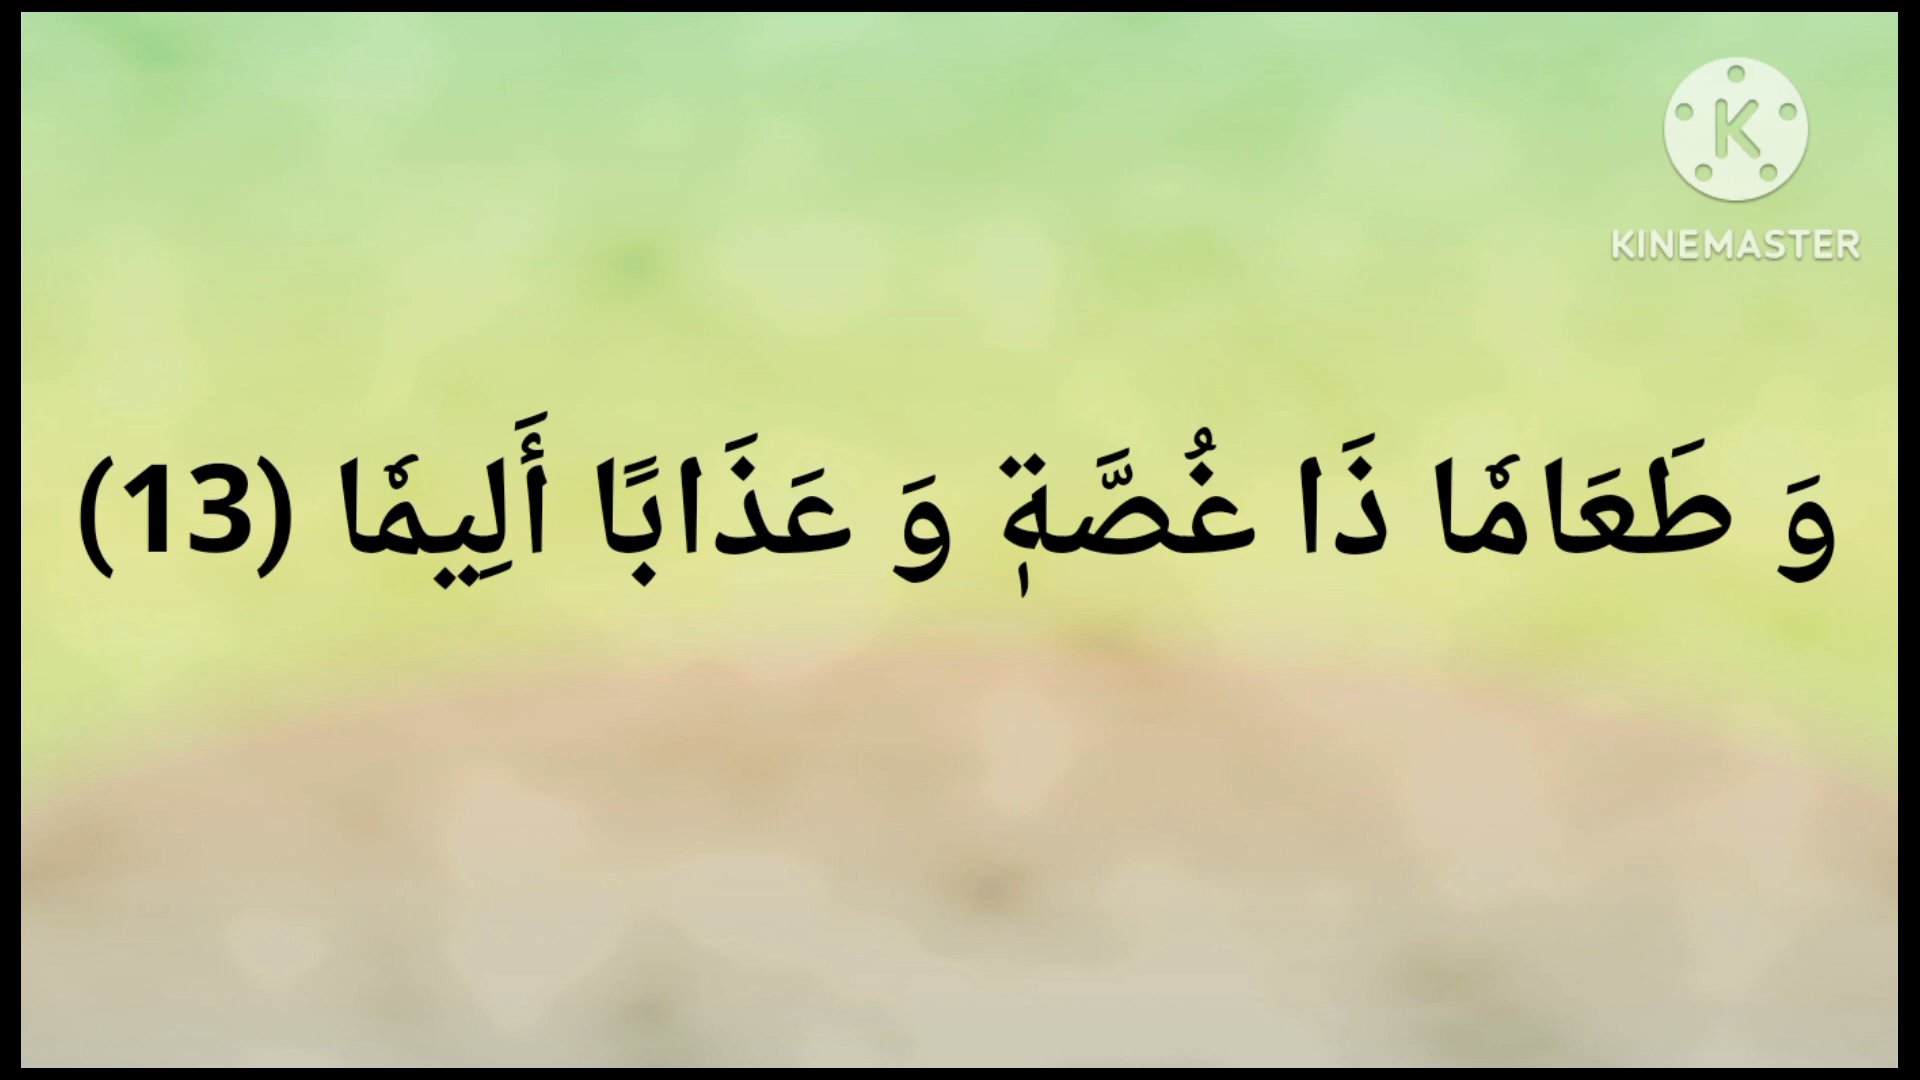 KINEMASTER
وَ طَعَامٗا ذَا غُصَّةٖ وَ عَذَابًا أَلِيمٗا (13)